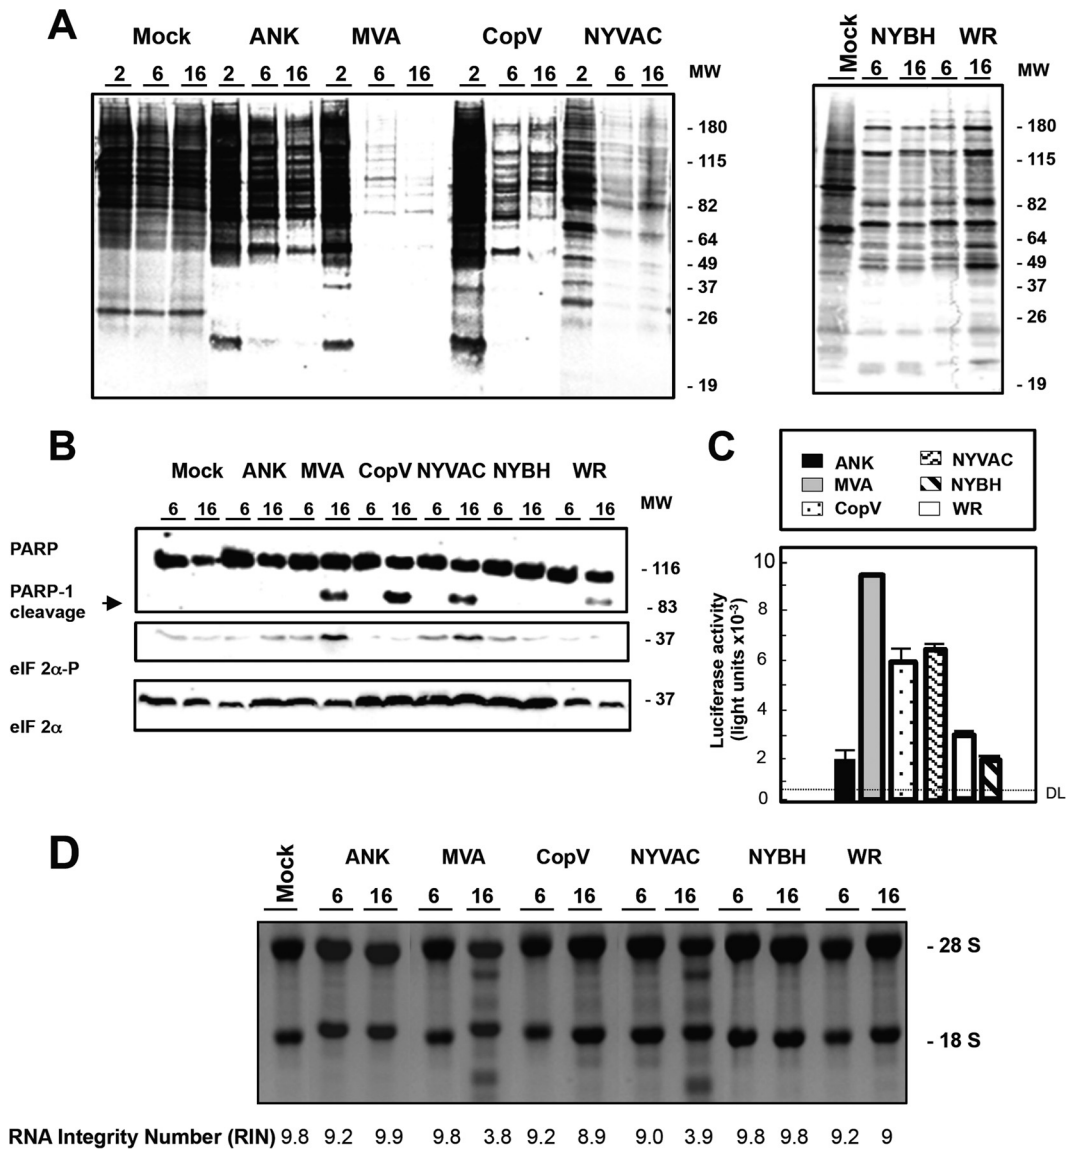 A
Mock ANK MVA CopV NYVAC
2 6 16 2 6 16 2 6 16 2 6 16 2 6 16 MW
- 180
- 115
- 82
- 64
- 49
- 37
- 26
- 19
Mock NYBH WR
6 16 6 16 MW
- 180
- 115
- 82
- 64
- 49
- 37
- 26
- 19
B
Mock ANK MVA CopV NYVAC NYBH WR
6 16 6 16 6 16 6 16 6 16 6 16 6 16 MW
PARP
- 116
PARP-1
cleavage
- 83
- 37
eIF 2α-P
- 37
eIF 2α
C
ANK NYVAC
MVA NYBH
CopV WR
Luciferase activity
(light units x10-3)
10
8
6
4
2
0
DL
D
Mock ANK MVA CopV NYVAC NYBH WR
6 16 6 16 6 16 6 16 6 16 6 16
- 28 S
- 18 S
RNA Integrity Number (RIN) 9.8 9.2 9.9 9.8 3.8 9.2 8.9 9.0 3.9 9.8 9.8 9.2 9